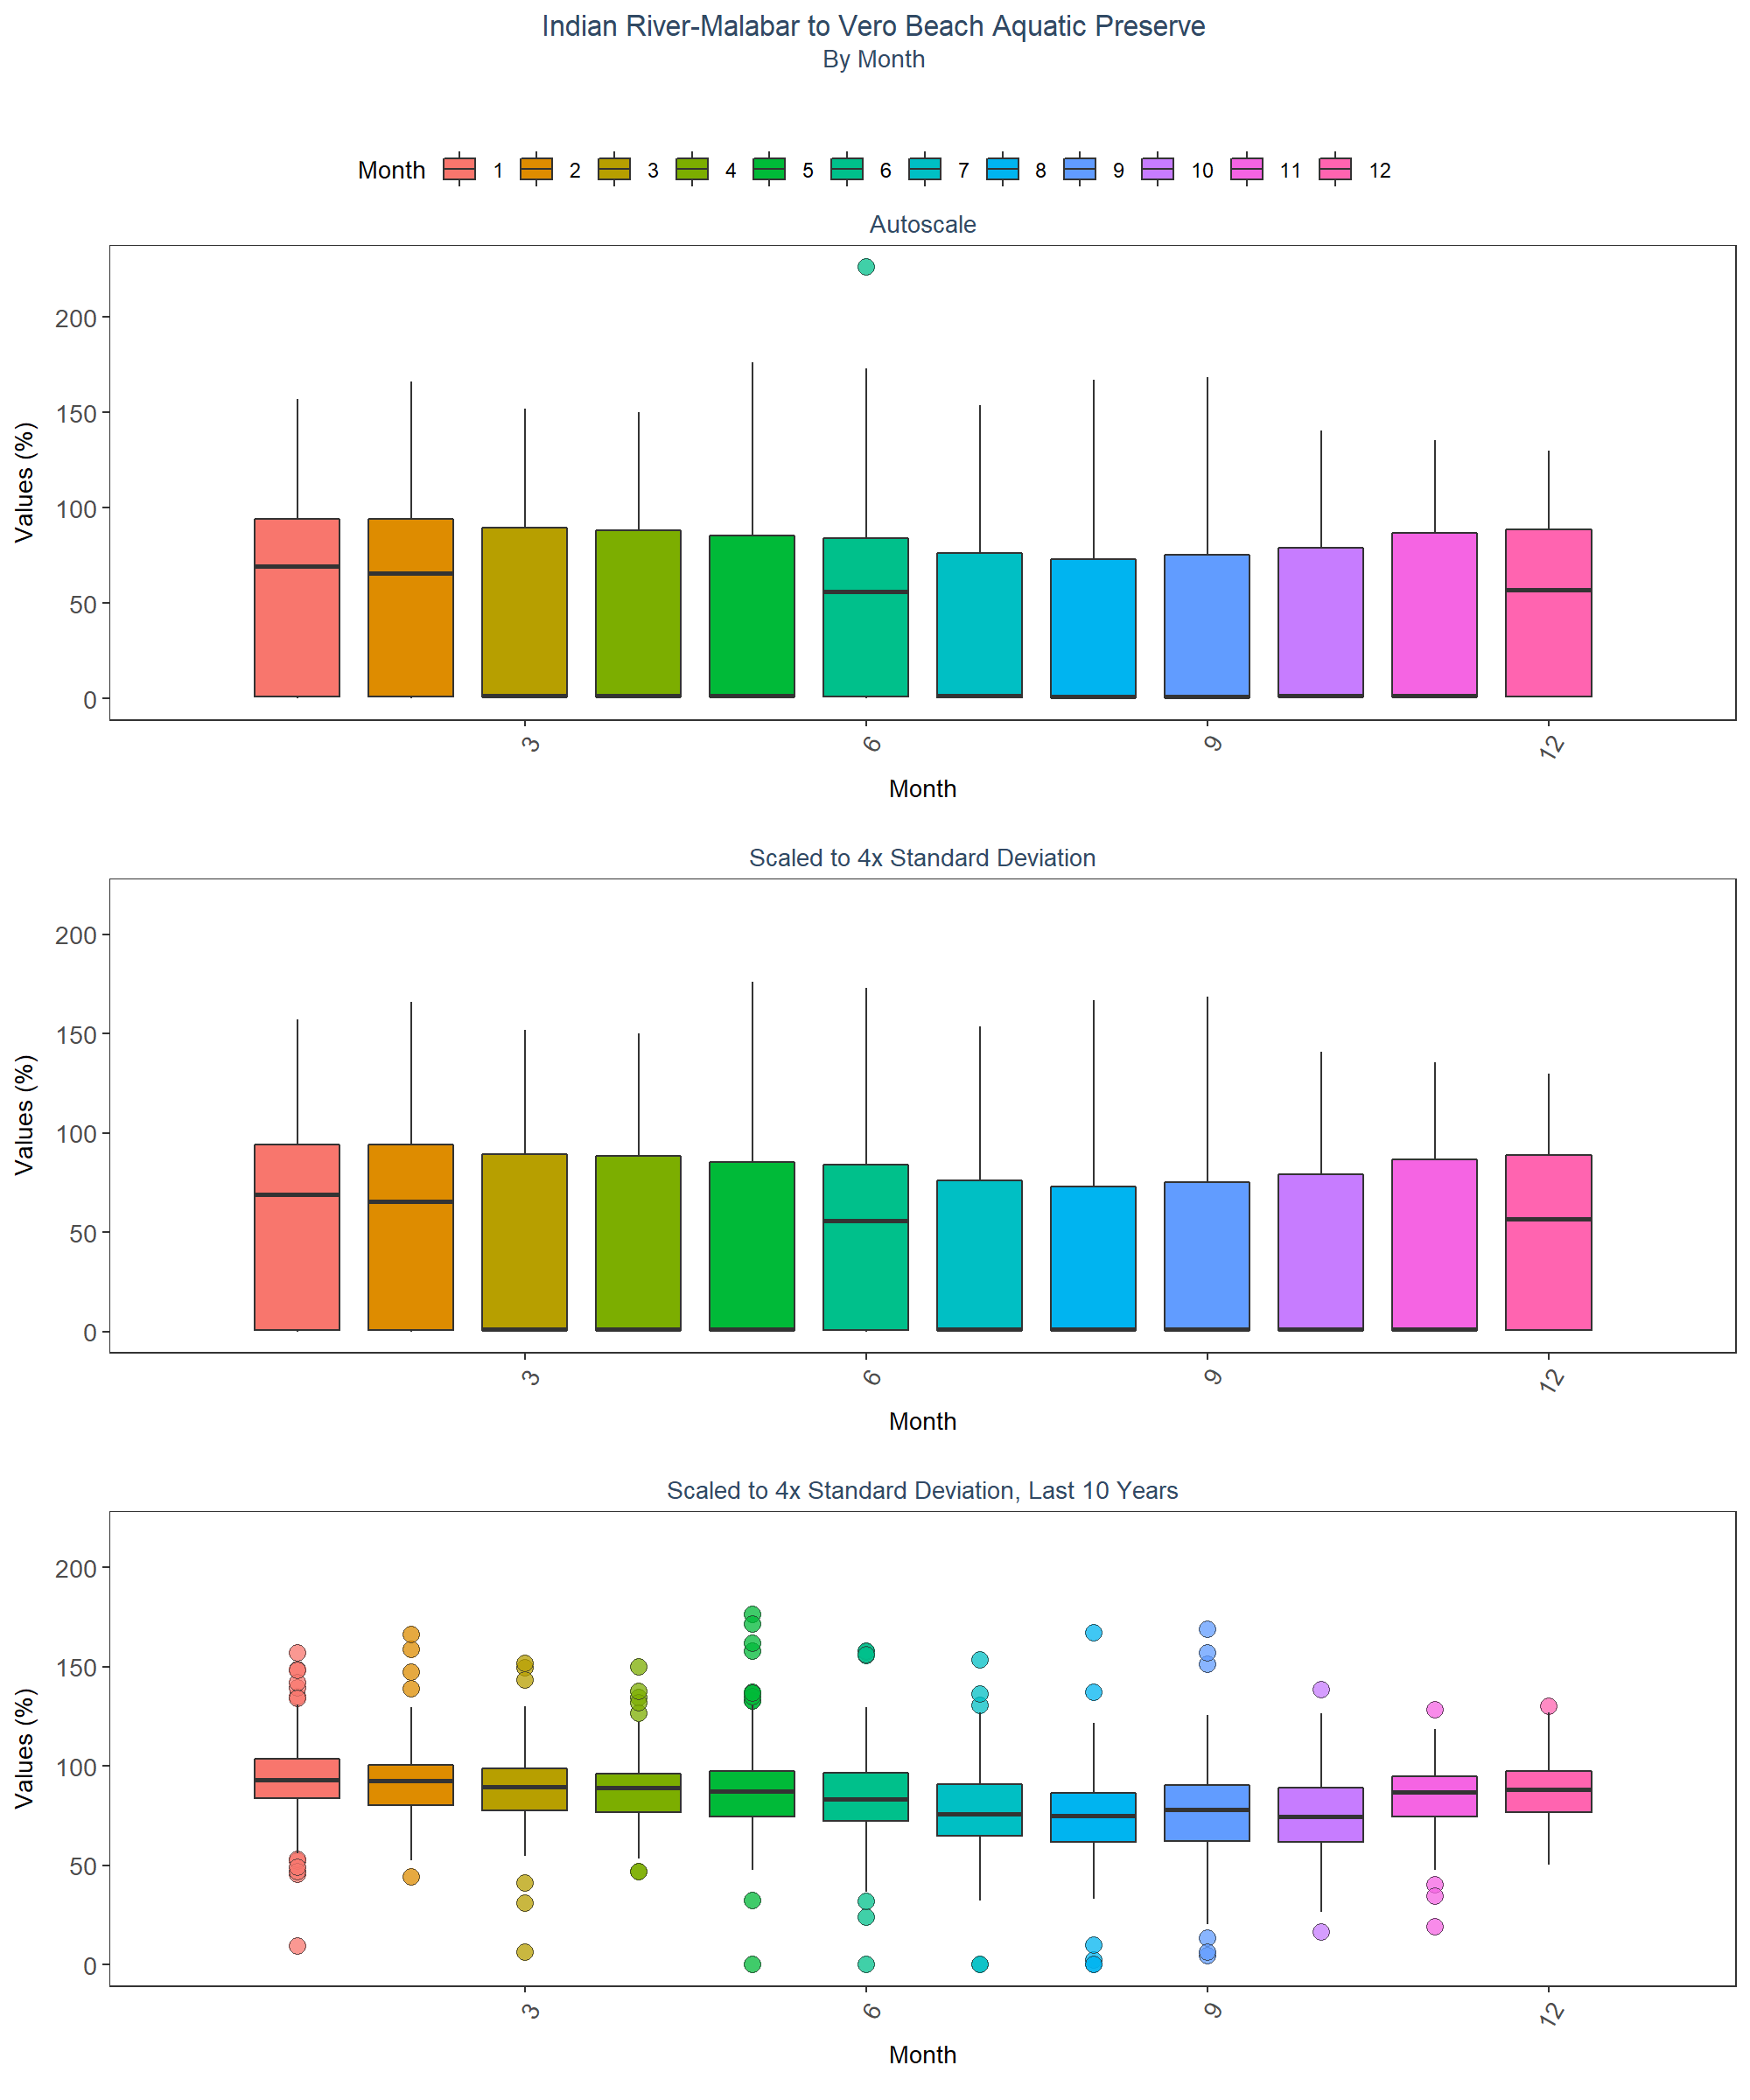 Indian River-Malabar to Vero Beach Aquatic Preserve
By Month
Month 1 2 3 4 5 6 7 8 9 10 11 12
Autoscale
Values (%)
200
150
100
50
0
3 6 9 12
Month
Scaled to 4x Standard Deviation
Values (%)
200
150
100
50
0
3 6 9 12
Month
Scaled to 4x Standard Deviation, Last 10 Years
Values (%)
200
150
100
50
0
3 6 9 12
Month